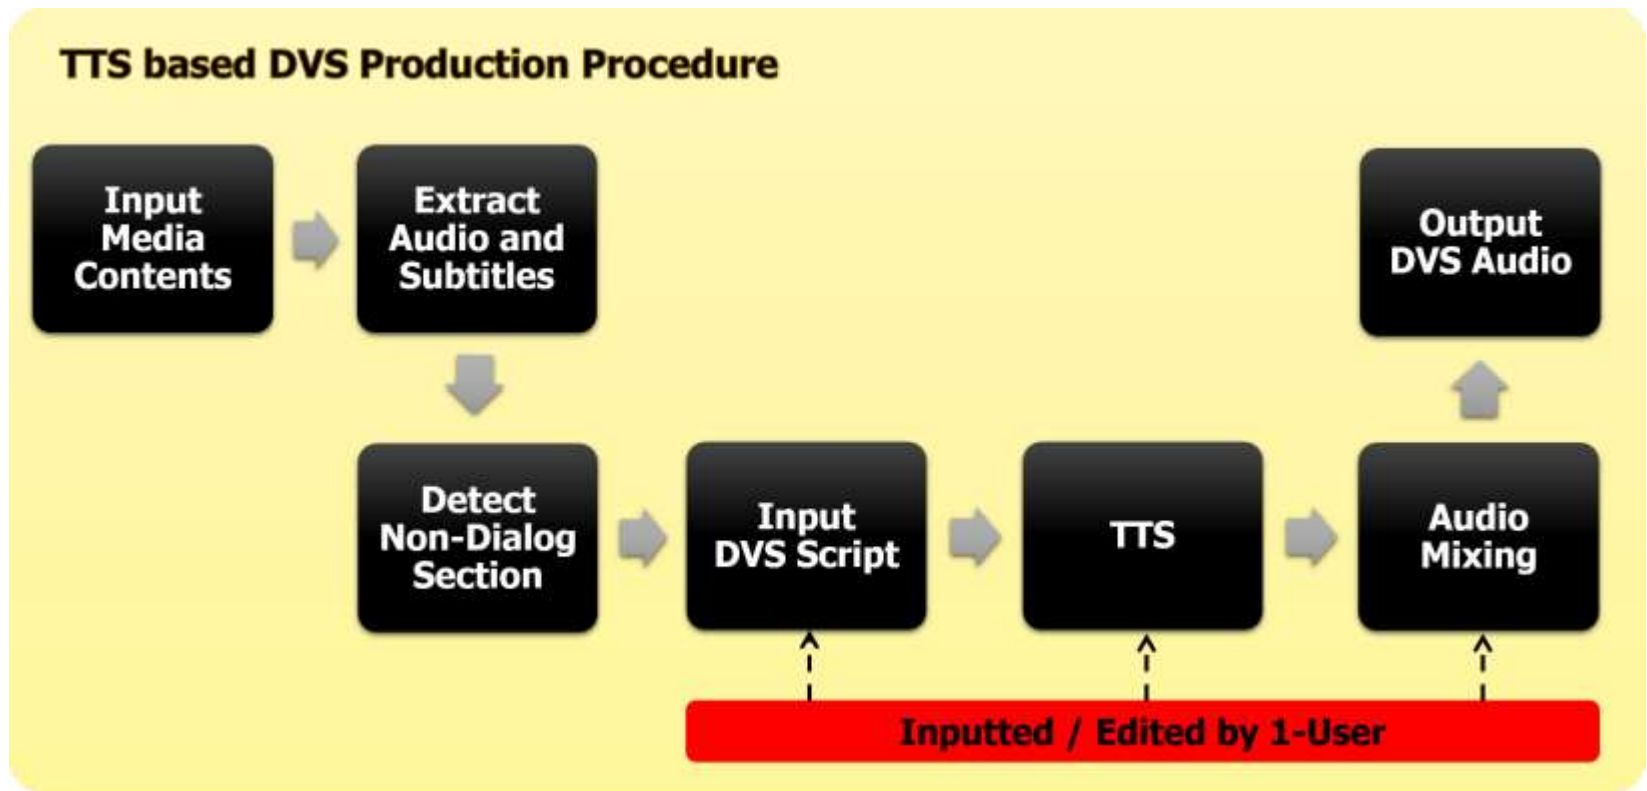 TTS based DVS Production Procedure
Input
Media
Contents
Extract
Audio and
Subtitles
Output
DVS Audio
Detect
Non-Dialog
Section
Input
DVS Script
TTS
Audio
Mixing
Inputted / Edited by 1-User